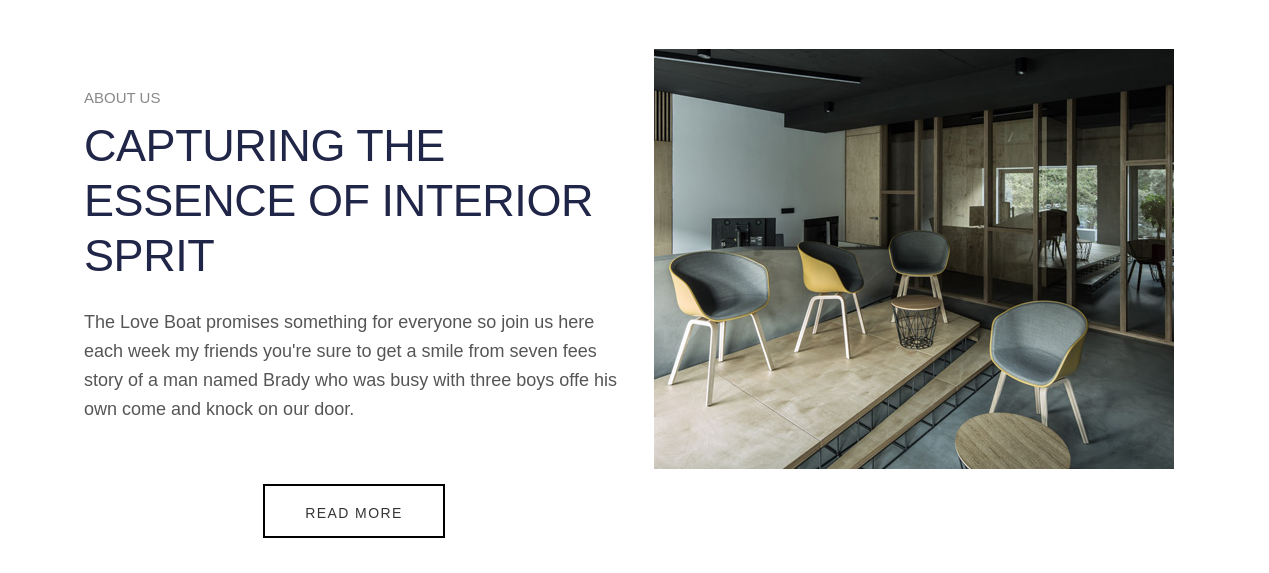 ABOUT US
CAPTURING THE
ESSENCE OF INTERIOR
SPRIT
The Love Boat promises something for everyone so join us here
each week my friends you're sure to get a smile from seven fees
story of a man named Brady who was busy with three boys offe his
own come and knock on our door.
READ MORE